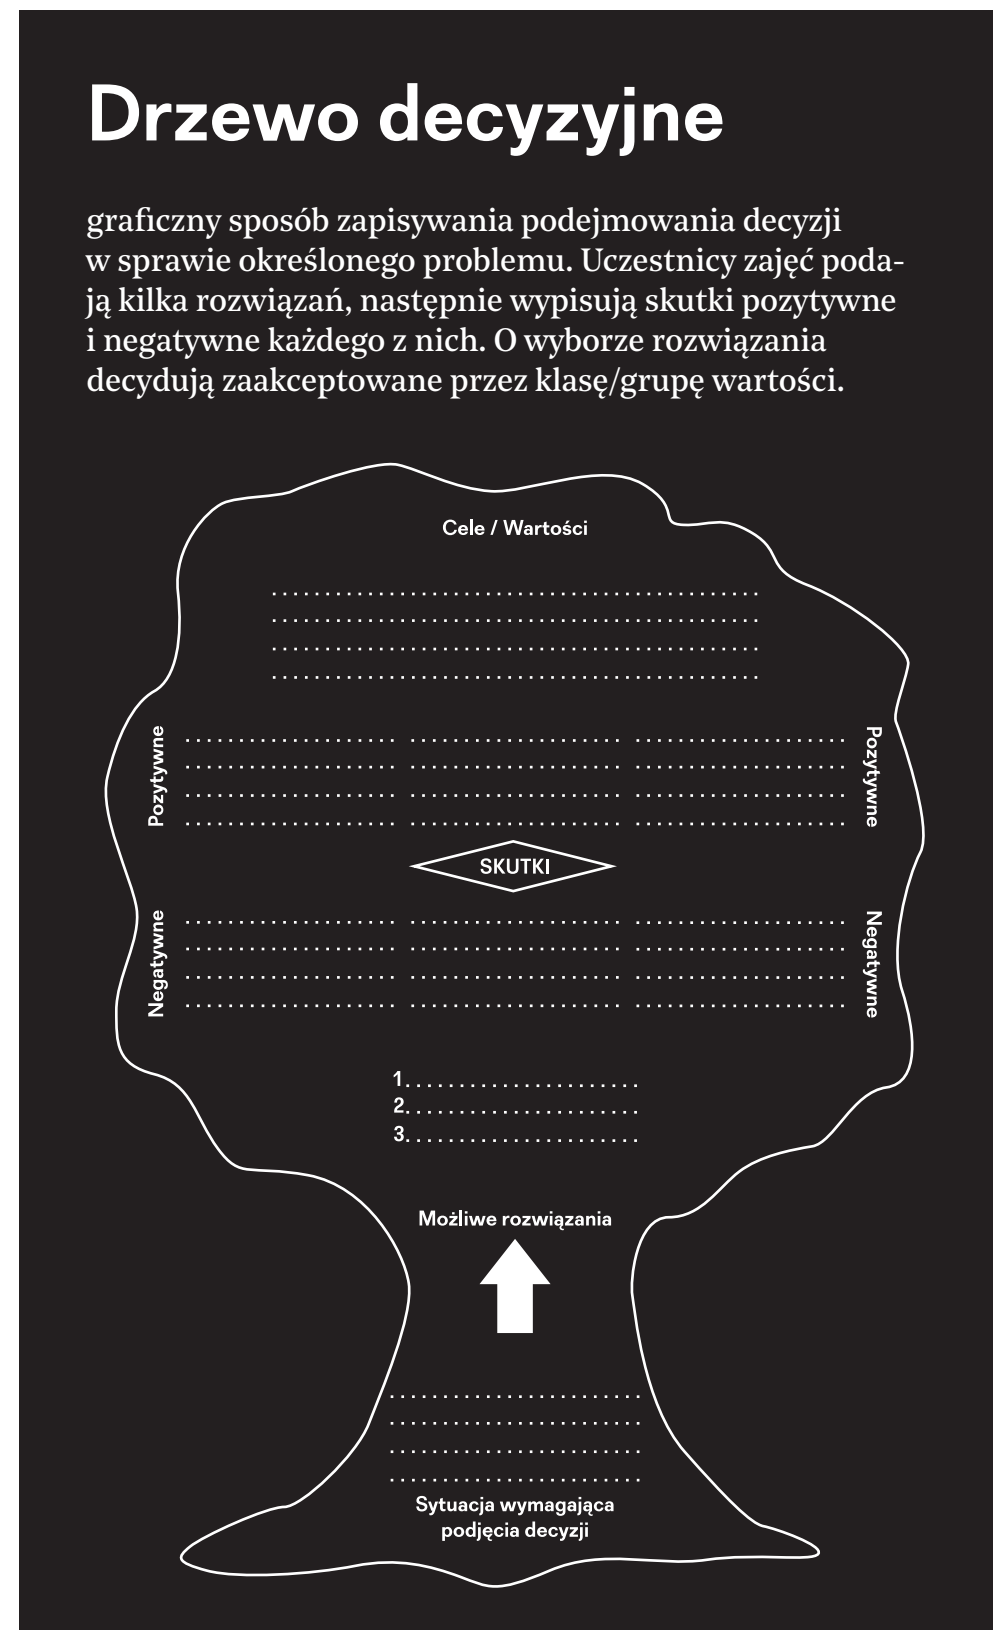 Drzewo decyzyjne
graficzny sposób zapisywania podejmowania decyzji
w sprawie określonego problemu. Uczestnicy zajęć poda-
ją kilka rozwiązań, następnie wypisują skutki pozytywne
i negatywne każdego z nich. O wyborze rozwiązania
decydują zaakceptowane przez klasę/grupę wartości.
Cele / Wartości
Pozytywne
Pozytywne
SKUTKI
Negatywne
Negatywne
1.
2.
3.
Możliwe rozwiązania
Sytuacja wymagająca
podjęcia decyzji